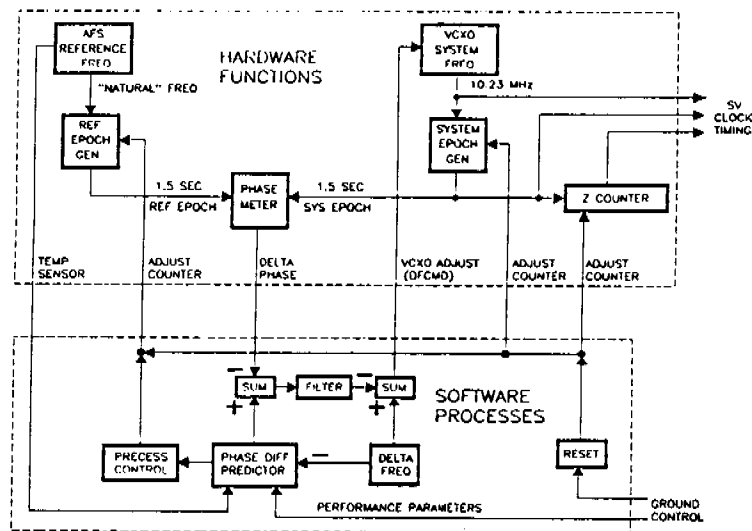 AFS
REFERENCE
FREQ
HARDWARE
FUNCTIONS
VCXO
SYSTEM
FREQ
"NATURAL" FREQ
10.23 MHz
SV
CLOCK
TIMING
REF
EPOCH
GEN
SYSTEM
EPOCH
GEN
1.5 SEC
REF EPOCH
PHASE
METER
1.5 SEC
SYS EPOCH
Z COUNTER
TEMP
SENSOR
ADJUST
COUNTER
DELTA
PHASE
VCXO ADJUST
(DFCMD)
ADJUST
COUNTER
ADJUST
COUNTER
−
SUM
+
FILTER
−
SUM
+
SOFTWARE
PROCESSES
PRECESS
CONTROL
PHASE DIFF
PREDICTOR
−
DELTA
FREQ
RESET
PERFORMANCE PARAMETERS
GROUND
CONTROL